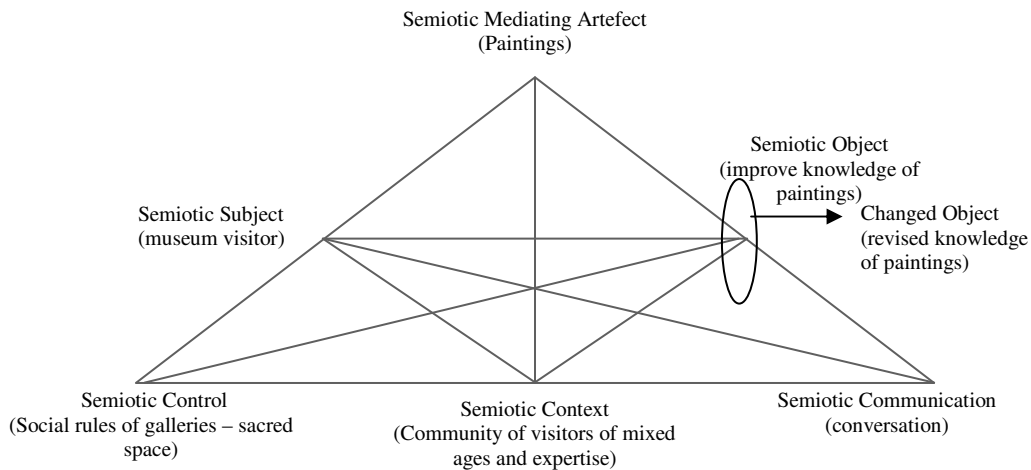 Semiotic Mediating Artefect
(Paintings)
Semiotic Object
(improve knowledge of
paintings)
Semiotic Subject
(museum visitor)
Changed Object
(revised knowledge
of paintings)
Semiotic Control
(Social rules of galleries – sacred
space)
Semiotic Context
(Community of visitors of mixed
ages and expertise)
Semiotic Communication
(conversation)